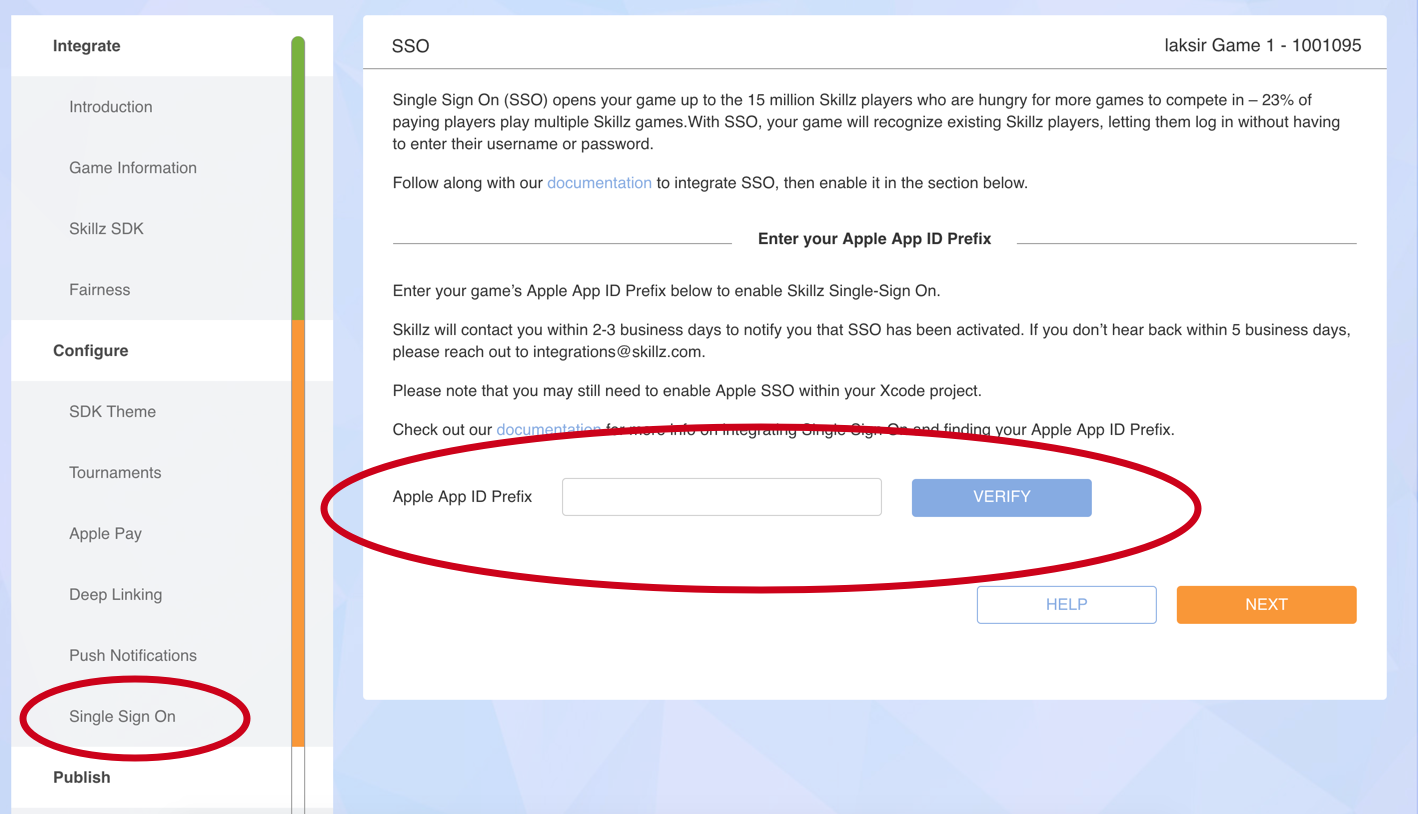 Integrate
Introduction
Game Information
Skillz SDK
Fairness
Configure
SDK Theme
Tournaments
Apple Pay
Deep Linking
Push Notifications
Single Sign On
Publish
SSO
laksir Game 1 - 1001095
Single Sign On (SSO) opens your game up to the 15 million Skillz players who are hungry for more games to compete in – 23% of
paying players play multiple Skillz games.With SSO, your game will recognize existing Skillz players, letting them log in without having
to enter their username or password.
Follow along with our documentation to integrate SSO, then enable it in the section below.
Enter your Apple App ID Prefix
Enter your game's Apple App ID Prefix below to enable Skillz Single-Sign On.
Skillz will contact you within 2-3 business days to notify you that SSO has been activated. If you don't hear back within 5 business days,
please reach out to integrations@skillz.com.
Please note that you may still need to enable Apple SSO within your Xcode project.
Check out our documentation for more info on integrating Single Sign On and finding your Apple App ID Prefix.
Apple App ID Prefix
VERIFY
HELP
NEXT